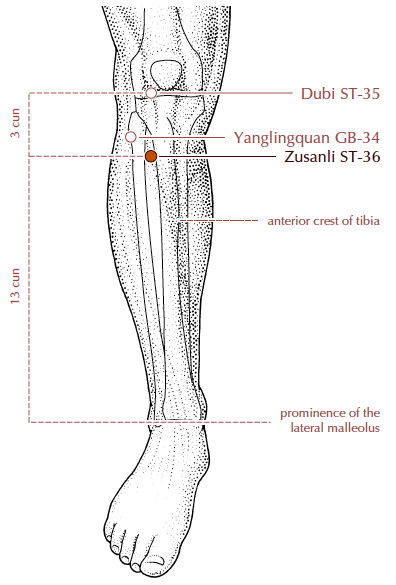 Dubi ST-35
3 cun
Yanglingquan GB-34
Zusanli ST-36
anterior crest of tibia
13 cun
prominence of the
lateral malleolus